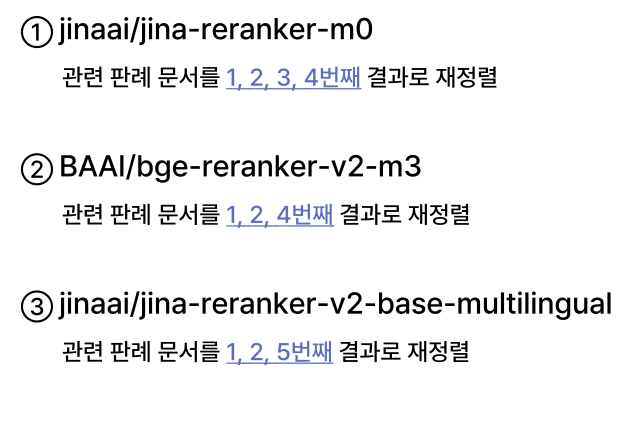 ① jinaai/jina-reranker-m0
관련 판례 문서를 1, 2, 3, 4번째 결과로 재정렬
② BAAI/bge-reranker-v2-m3
관련 판례 문서를 1, 2, 4번째 결과로 재정렬
③ jinaai/jina-reranker-v2-base-multilingual
관련 판례 문서를 1, 2, 5번째 결과로 재정렬